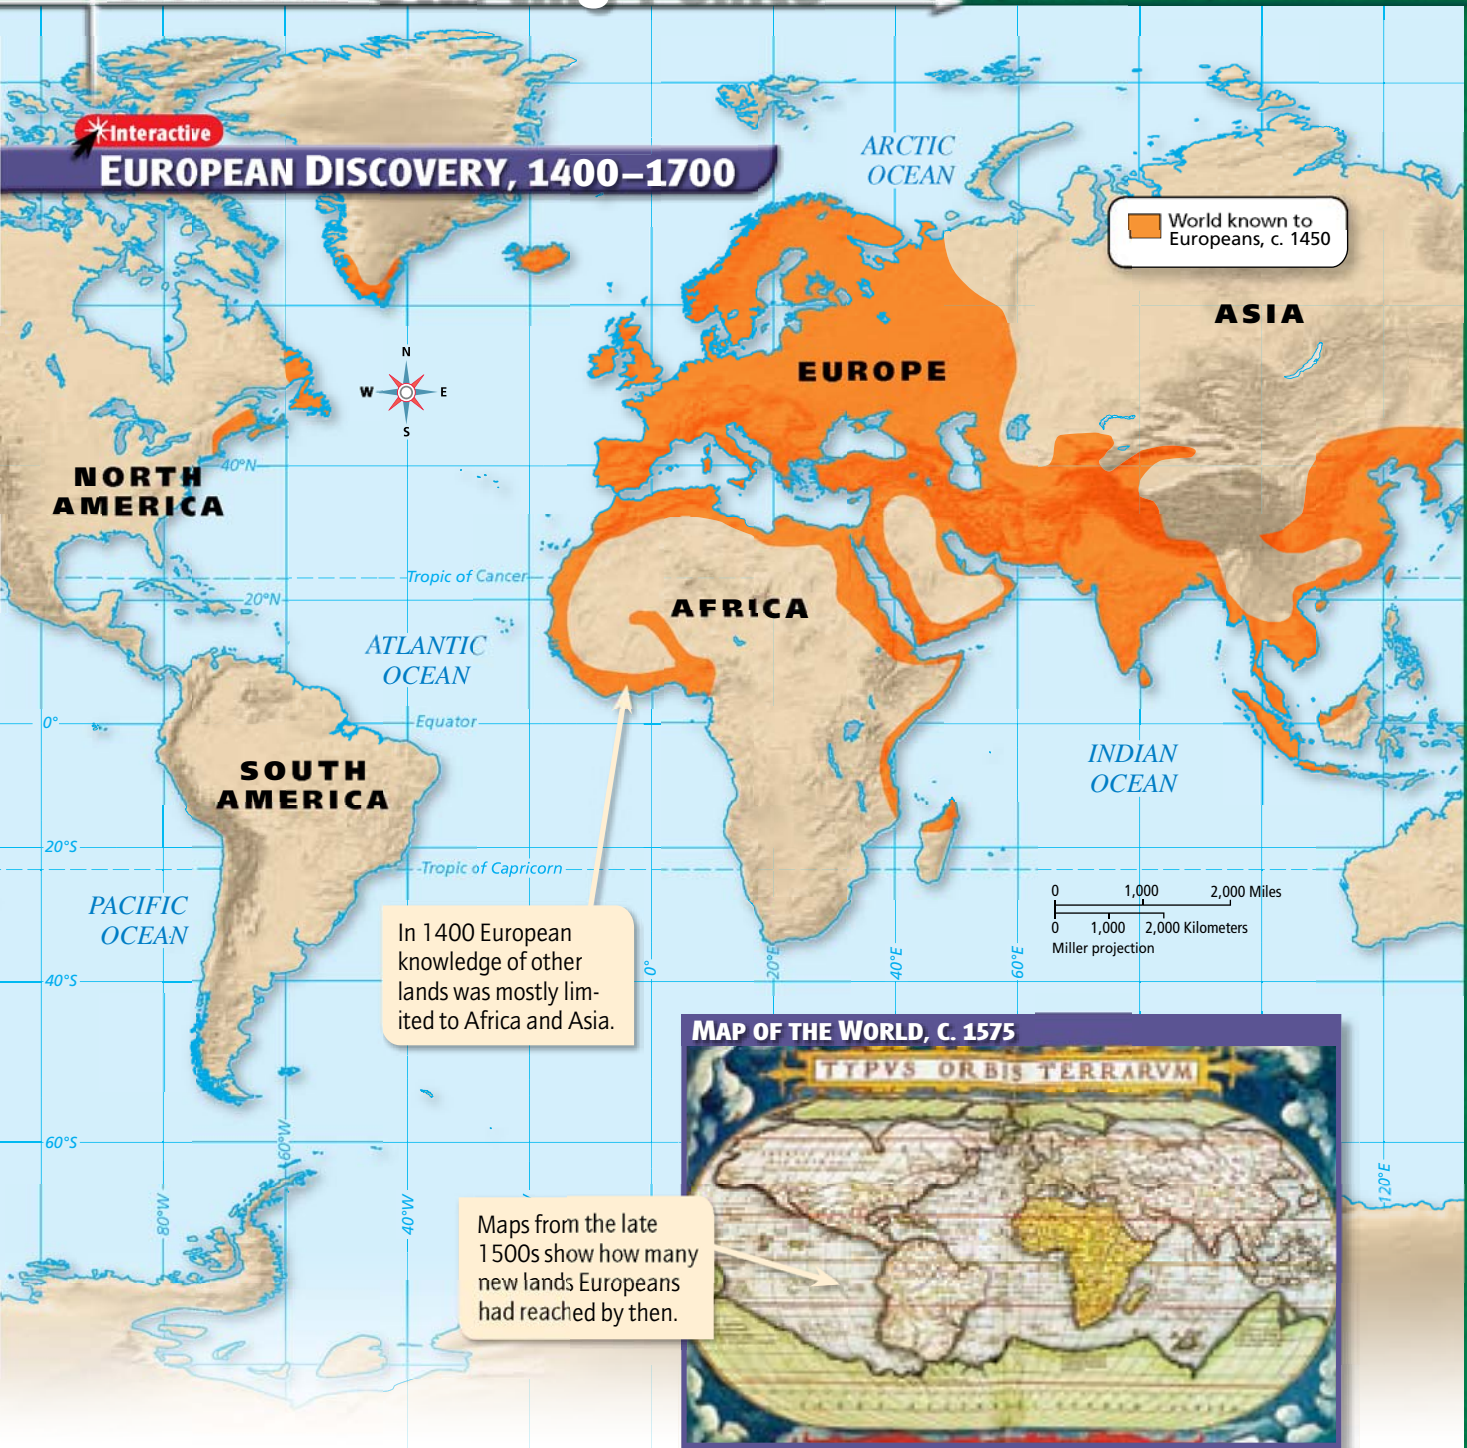 Interactive
EUROPEAN DISCOVERY, 1400–1700
ARCTIC
OCEAN
World known to
Europeans, c. 1450
ASIA
EUROPE
N
W
E
S
40°N
NORTH
AMERICA
Tropic of Cancer
20°N
AFRICA
ATLANTIC
OCEAN
0°
Equator
INDIAN
OCEAN
SOUTH
AMERICA
20°S
Tropic of Capricorn
PACIFIC
OCEAN
0 1,000 2,000 Miles
0 1,000 2,000 Kilometers
Miller projection
In 1400 European
knowledge of other
lands was mostly lim-
ited to Africa and Asia.
40°S
0°
20°E
40°E
60°E
MAP OF THE WORLD, C. 1575
TYPVS ORBIS TERRARVM
60°S
60°W
80°W
40°W
120°E
Maps from the late
1500s show how many
new lands Europeans
had reached by then.